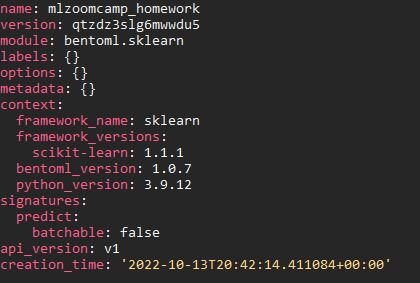 name: mlzoomcamp_homework
version: qtzdz3slg6mwwdu5
module: bentoml.sklearn
labels: {}
options: {}
metadata: {}
context:
  framework_name: sklearn
  framework_versions:
    scikit-learn: 1.1.1
  bentoml_version: 1.0.7
  python_version: 3.9.12
signatures:
  predict:
    batchable: false
api_version: v1
creation_time: '2022-10-13T20:42:14.411084+00:00'